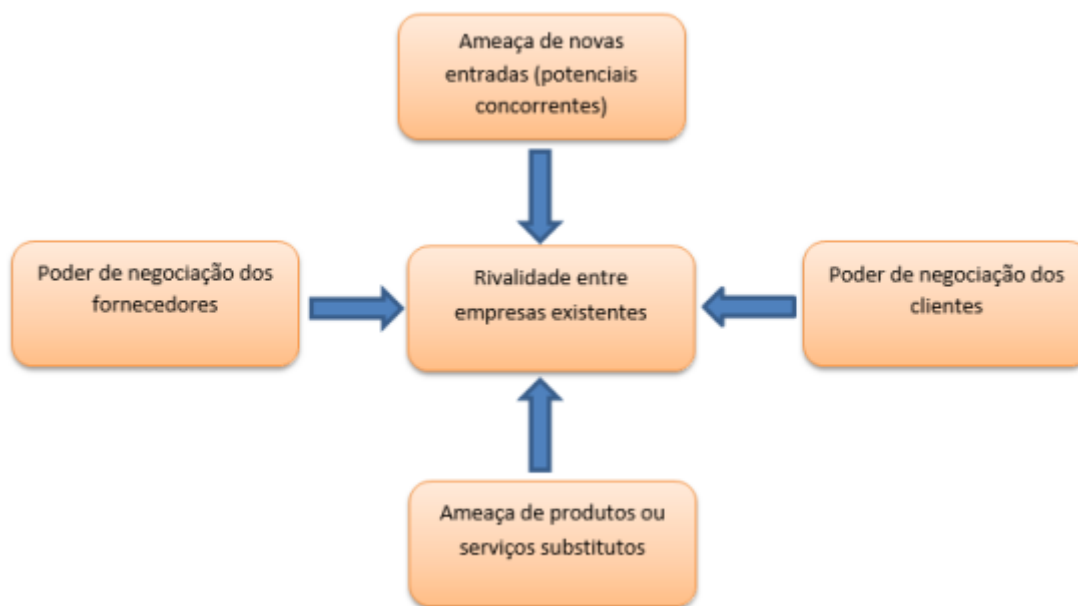 Ameaça de novas
entradas (potenciais
concorrentes)
Poder de negociação dos
fornecedores
Rivalidade entre
empresas existentes
Poder de negociação dos
clientes
Ameaça de produtos ou
serviços substitutos